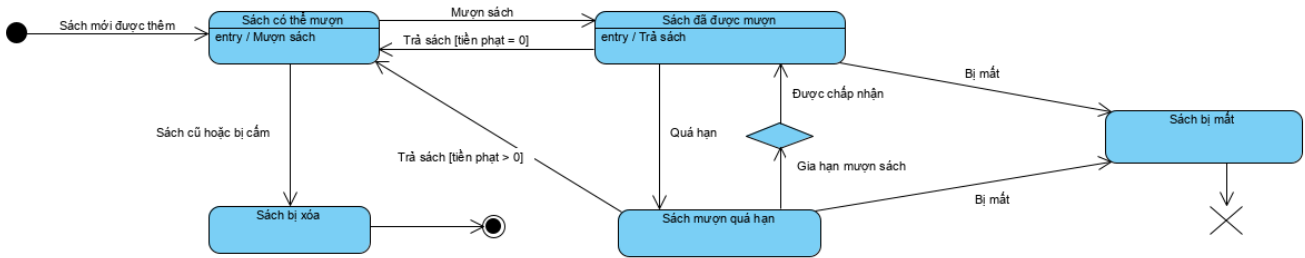 Sách mới được thêm
Sách có thể mượn
entry / Mượn sách
Mượn sách
Trả sách [tiền phạt = 0]
Sách đã được mượn
entry / Trả sách
Bị mất
Được chấp nhận
Sách bị mất
Sách cũ hoặc bị cấm
Quá hạn
Trả sách [tiền phạt > 0]
Gia hạn mượn sách
Bị mất
Sách bị xóa
Sách mượn quá hạn